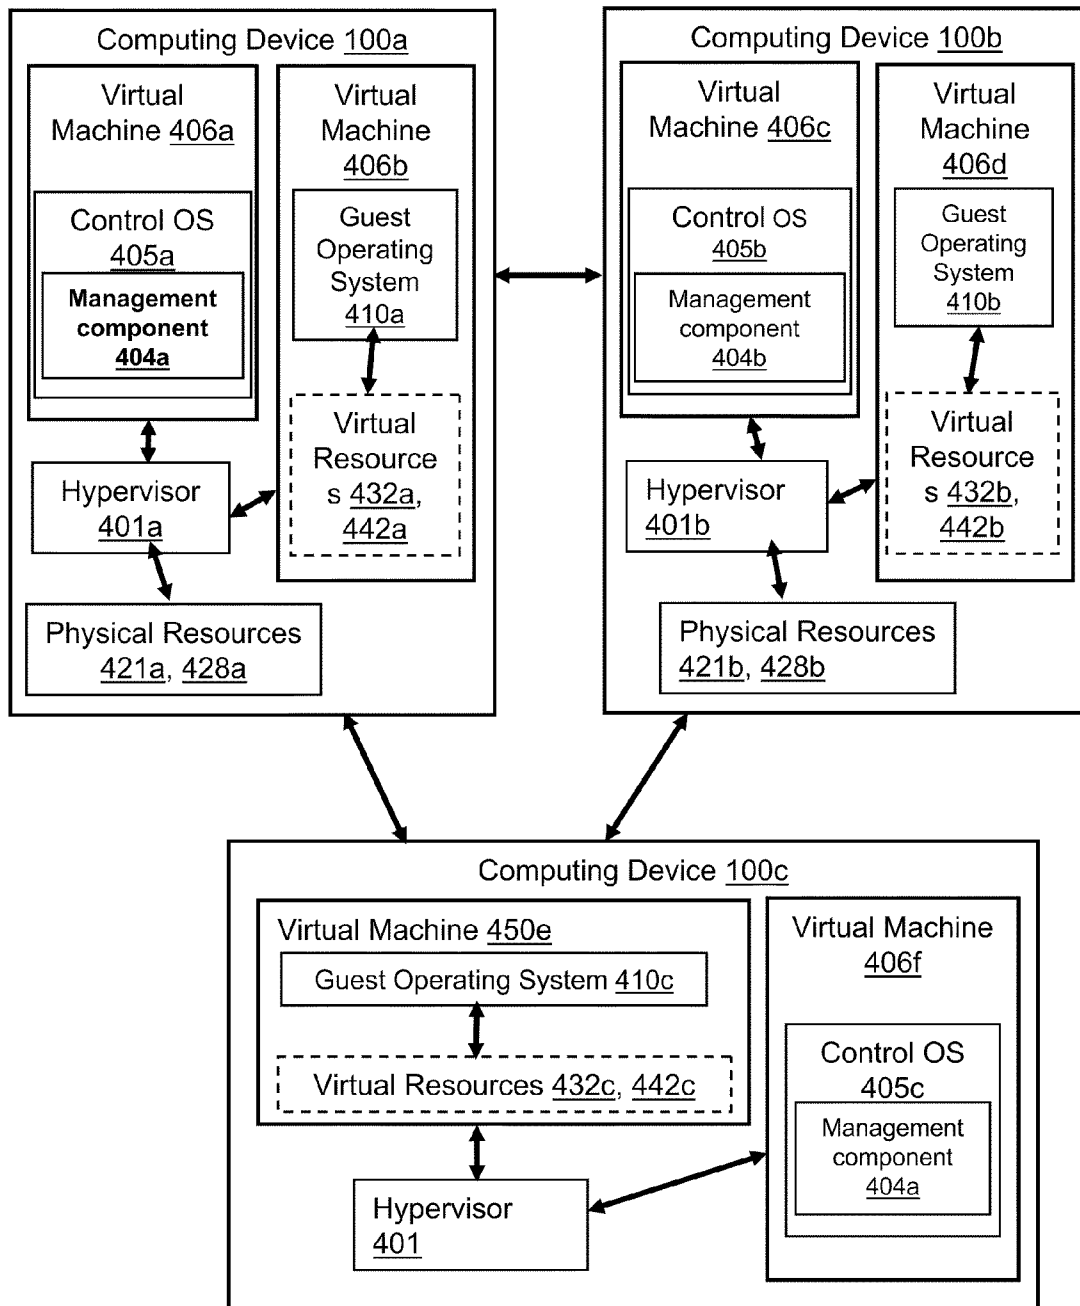 Computing Device 100a
Virtual
Machine 406a
Control OS
405a
Management
component
404a
Virtual
Machine
406b
Guest
Operating
System
410a
Virtual
Resource
s 432a,
442a
Hypervisor
401a
Physical Resources
421a, 428a
Computing Device 100b
Virtual
Machine 406c
Control OS
405b
Management
component
404b
Virtual
Machine
406d
Guest
Operating
System
410b
Virtual
Resource
s 432b,
442b
Hypervisor
401b
Physical Resources
421b, 428b
Computing Device 100c
Virtual Machine 450e
Guest Operating System 410c
Virtual Resources 432c, 442c
Virtual Machine
406f
Control OS
405c
Management
component
404a
Hypervisor
401